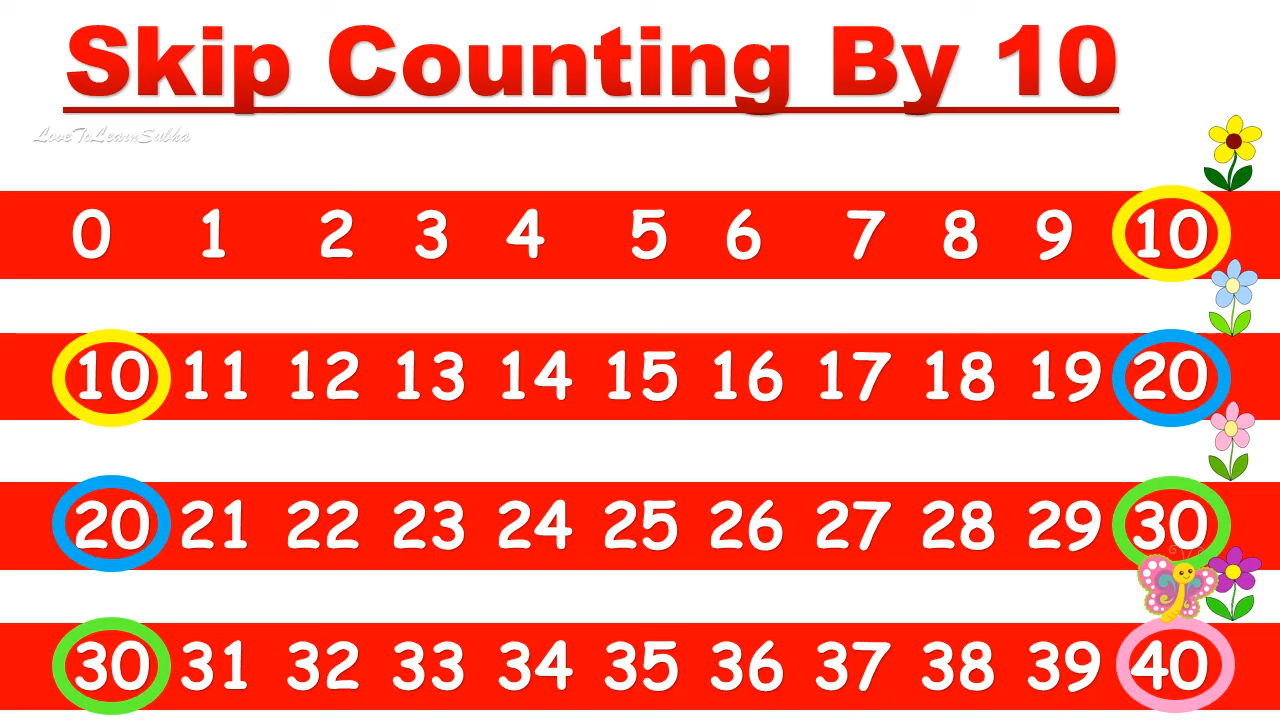 Skip Counting By 10
LoveToLearnSubha
0 1 2 3 4 5 6 7 8 9 10
10 11 12 13 14 15 16 17 18 19 20
20 21 22 23 24 25 26 27 28 29 30
30 31 32 33 34 35 36 37 38 39 40